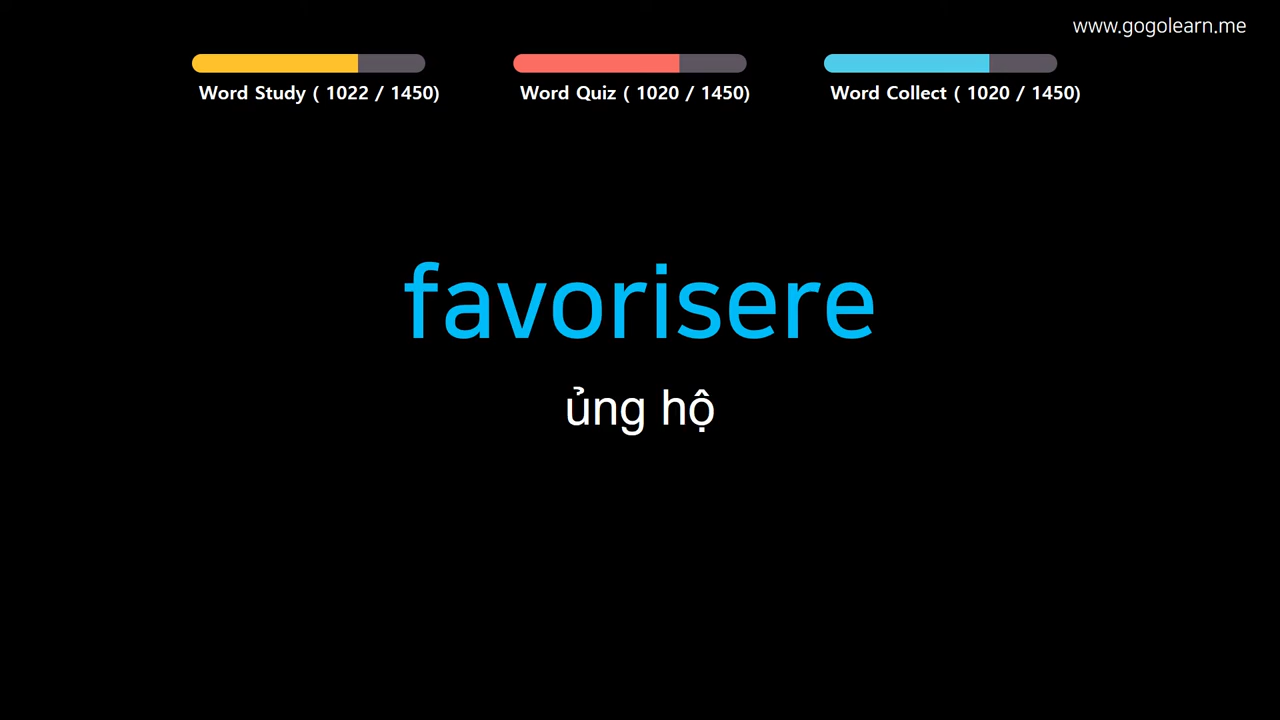 www.gogolearn.me
Word Study ( 1022 / 1450)
Word Quiz ( 1020 / 1450)
Word Collect ( 1020 / 1450)
favorisere
ủng hộ